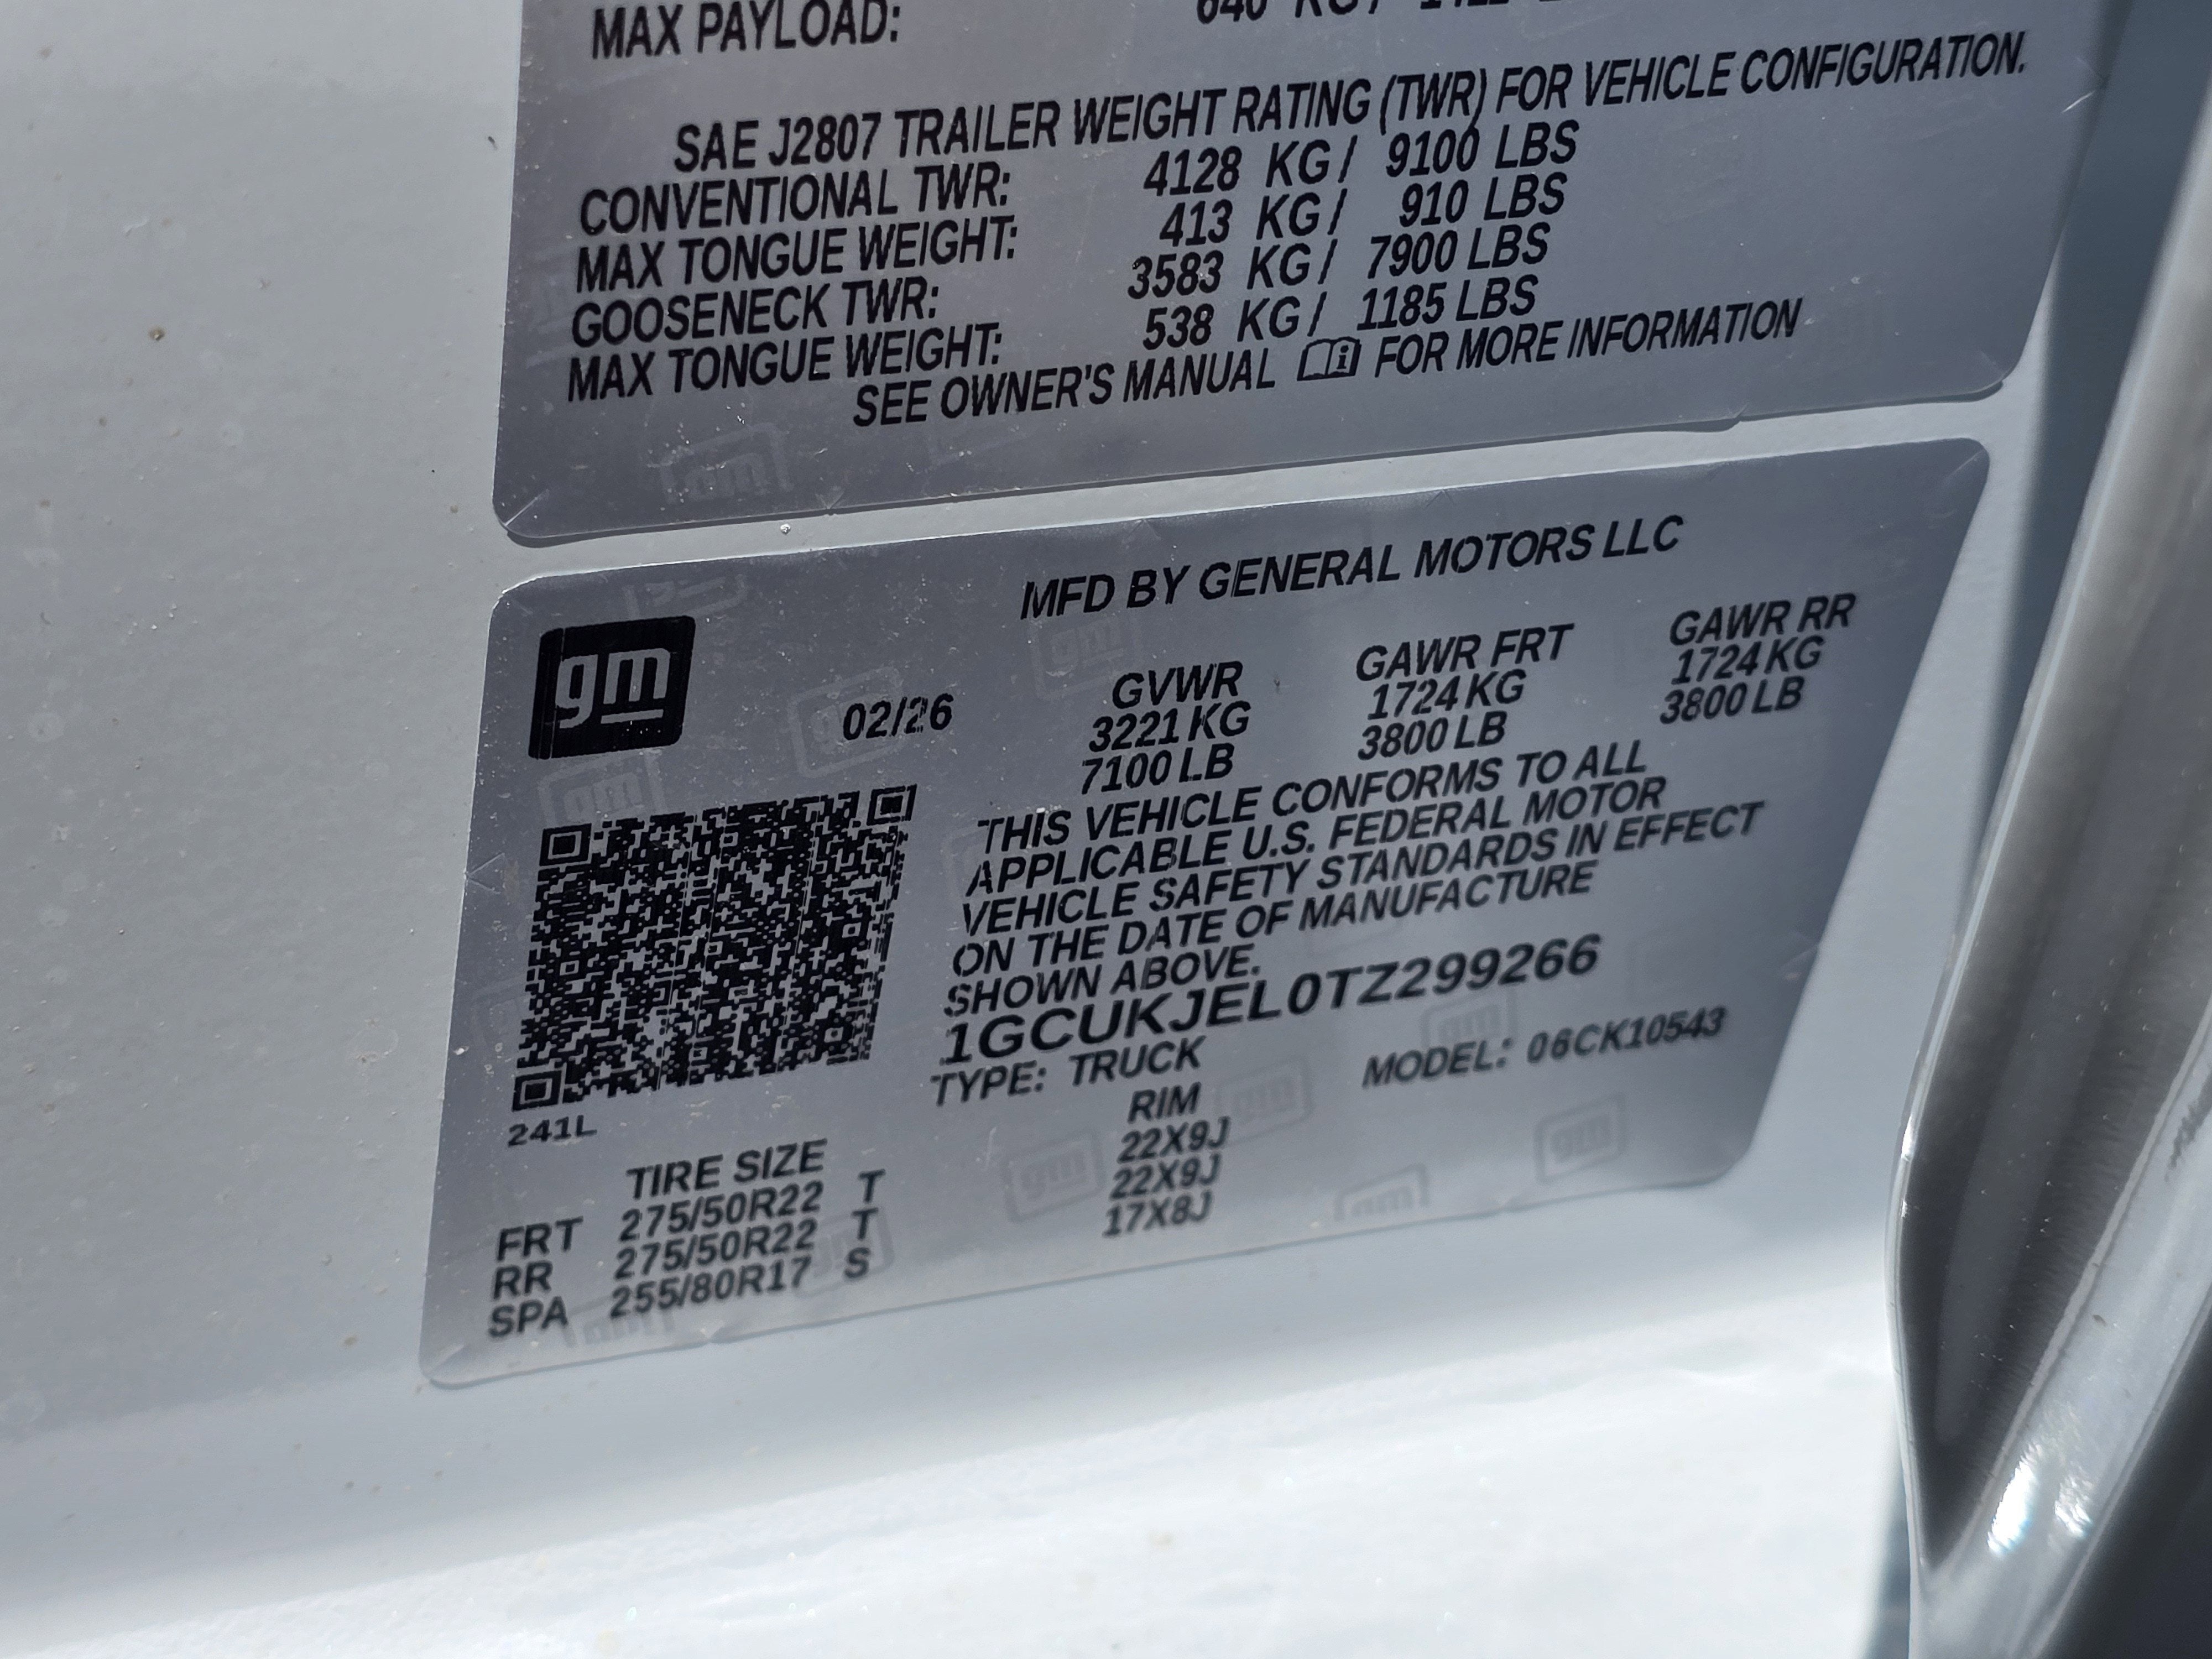 MAX PAYLOAD: 640 KG /
SAE J2807 TRAILER WEIGHT RATING (TWR) FOR VEHICLE CONFIGURATION.
CONVENTIONAL TWR: 4128 KG / 9100 LBS
MAX TONGUE WEIGHT: 413 KG / 910 LBS
GOOSENECK TWR: 3583 KG / 7900 LBS
MAX TONGUE WEIGHT: 538 KG / 1185 LBS
SEE OWNER'S MANUAL FOR MORE INFORMATION
MFD BY GENERAL MOTORS LLC
gm
02/26
GVWR GAWR FRT GAWR RR
3221 KG 1724 KG 1724 KG
7100 LB 3800 LB 3800 LB
THIS VEHICLE CONFORMS TO ALL
APPLICABLE U.S. FEDERAL MOTOR
VEHICLE SAFETY STANDARDS IN EFFECT
ON THE DATE OF MANUFACTURE
SHOWN ABOVE.
1GCUKJEL0TZ299266
TYPE: TRUCK MODEL: 06CK10543
241L
TIRE SIZE RIM
FRT 275/50R22 T 22X9J
RR 275/50R22 T 22X9J
SPA 255/80R17 S 17X8J